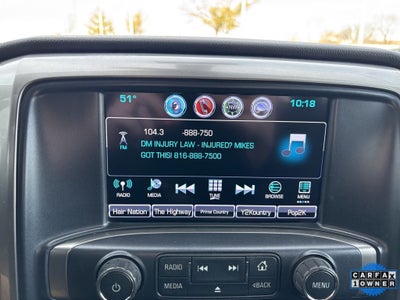 51°
10:18
104.3 -888-750
FM
DM INJURY LAW - INJURED? MIKES
GOT THIS! 816-888-7500
RADIO MEDIA TUNE BROWSE MENU
Hair Nation The Highway Prime Country Y2Kountry Pop2K
RADIO
MEDIA <BACK MENU
CARFAX
1 OWNER